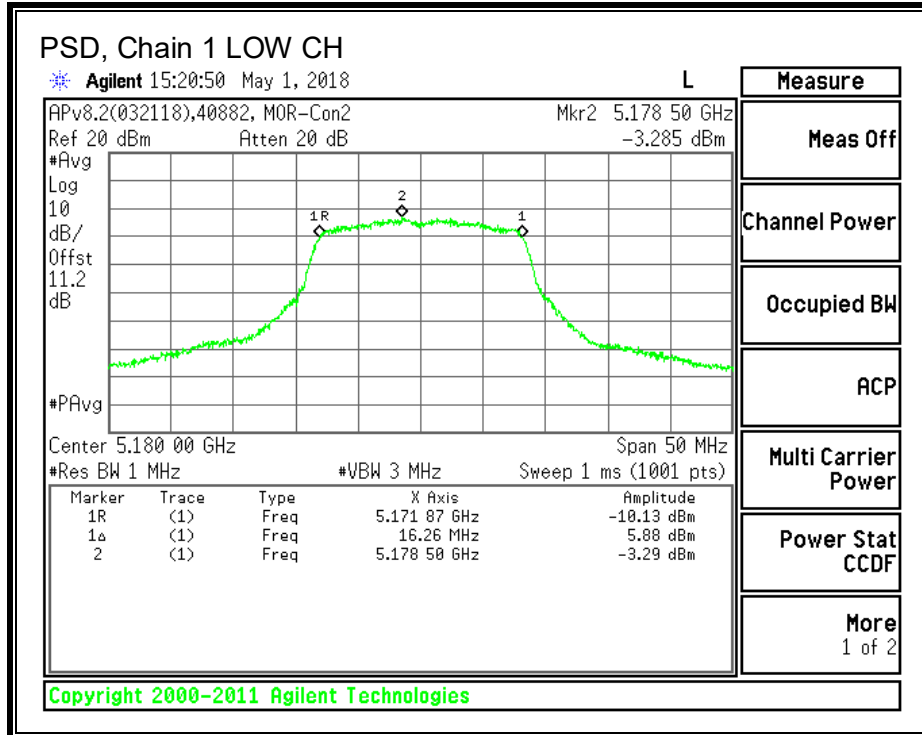 PSD, Chain 1 LOW CH
Agilent 15:20:50 May 1, 2018 L
APv8.2(032118),40882, MOR-Con2 Mkr2 5.178 50 GHz
Ref 20 dBm Atten 20 dB -3.285 dBm
#Avg
Log
10
dB/
Offst
11.2
dB
#PAvg
1R
2
1
Center 5.180 00 GHz Span 50 MHz
#Res BW 1 MHz #VBW 3 MHz Sweep 1 ms (1001 pts)
Marker Trace Type X Axis Amplitude
1R (1) Freq 5.171 87 GHz -10.13 dBm
1Δ (1) Freq 16.26 MHz 5.88 dBm
2 (1) Freq 5.178 50 GHz -3.29 dBm
Copyright 2000-2011 Agilent Technologies
Measure
Meas Off
Channel Power
Occupied BW
ACP
Multi Carrier
Power
Power Stat
CCDF
More
1 of 2